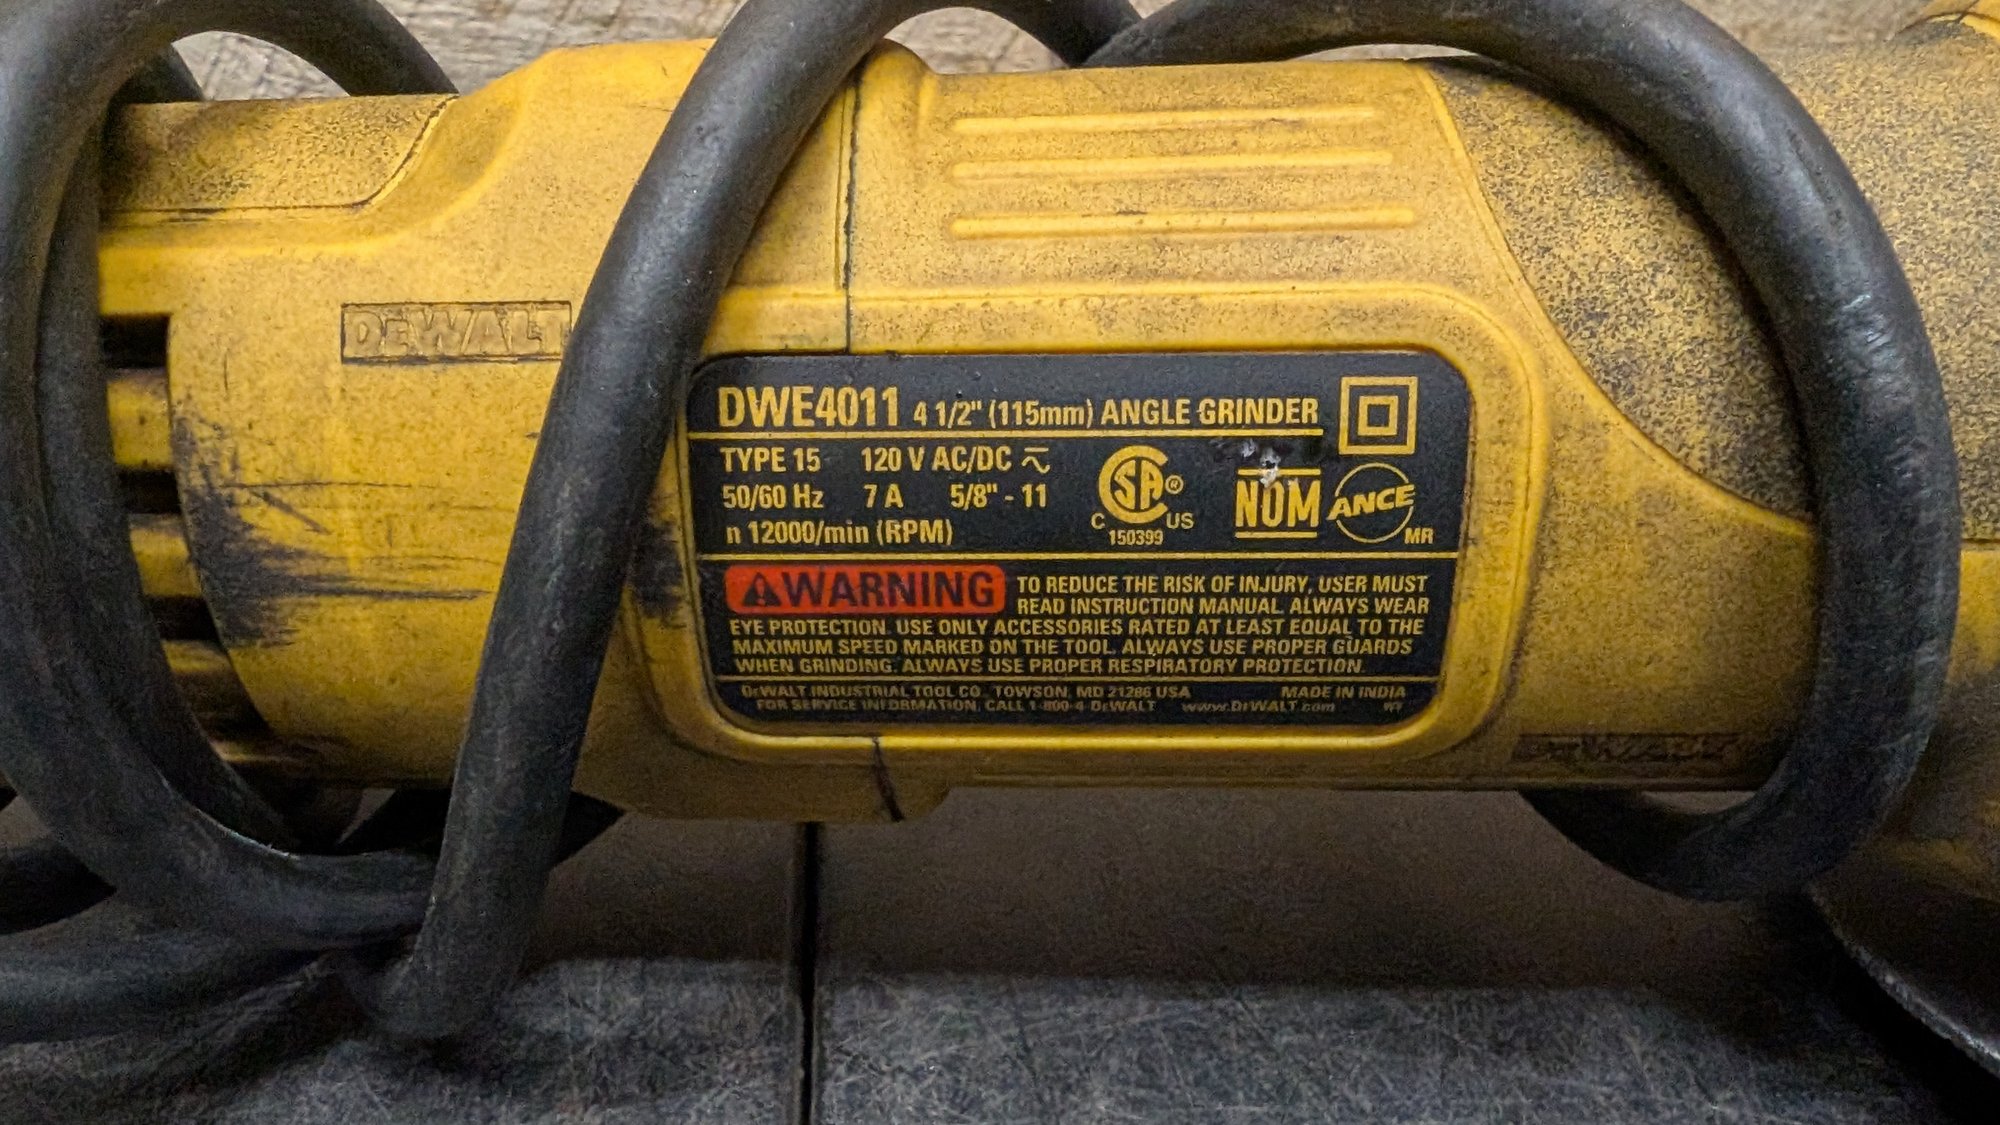 DEWALT
DWE4011 4 1/2" (115mm) ANGLE GRINDER
TYPE 15 120 V AC/DC
50/60 Hz 7 A 5/8" - 11
n 12000/min (RPM)
CSA®
C US
150399
NOM
ANCE
MR
WARNING TO REDUCE THE RISK OF INJURY, USER MUST
READ INSTRUCTION MANUAL. ALWAYS WEAR
EYE PROTECTION. USE ONLY ACCESSORIES RATED AT LEAST EQUAL TO THE
MAXIMUM SPEED MARKED ON THE TOOL. ALWAYS USE PROPER GUARDS
WHEN GRINDING. ALWAYS USE PROPER RESPIRATORY PROTECTION.
DEWALT INDUSTRIAL TOOL CO., TOWSON, MD 21286 USA MADE IN INDIA
FOR SERVICE INFORMATION, CALL 1-800-4-DEWALT www.DEWALT.com
DEWALT